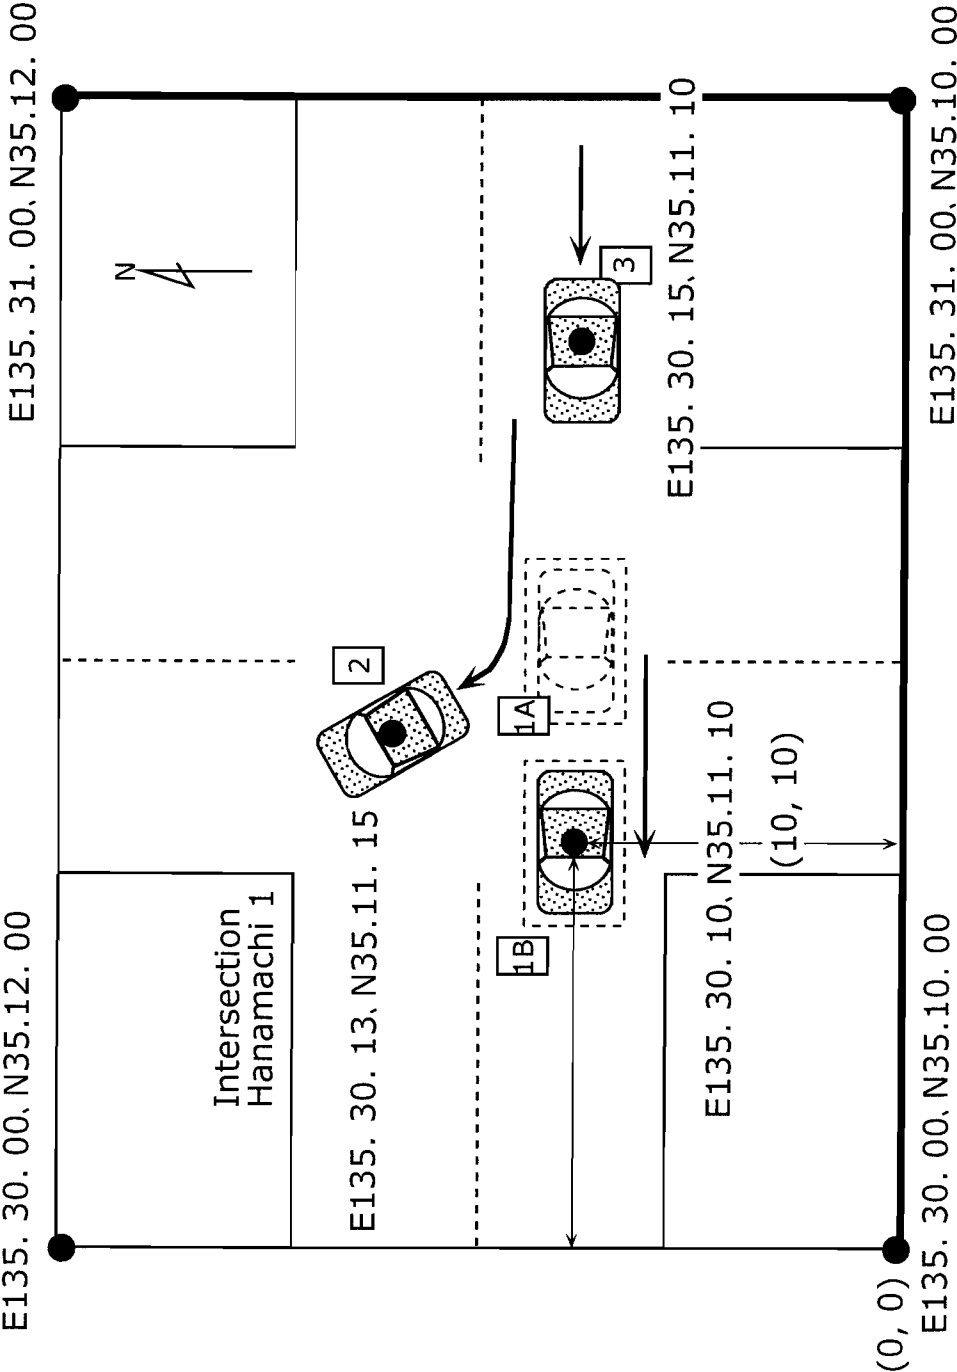 E135. 30. 00、N35.12. 00
E135. 31. 00、N35.12. 00
Intersection
Hanamachi 1
N
E135. 30. 13、N35.11. 15
2
1B
1A
3
E135. 30. 15、N35.11. 10
E135. 30. 10、N35.11. 10
(10, 10)
(0, 0)
E135. 30. 00、N35.10. 00
E135. 31. 00、N35.10. 00